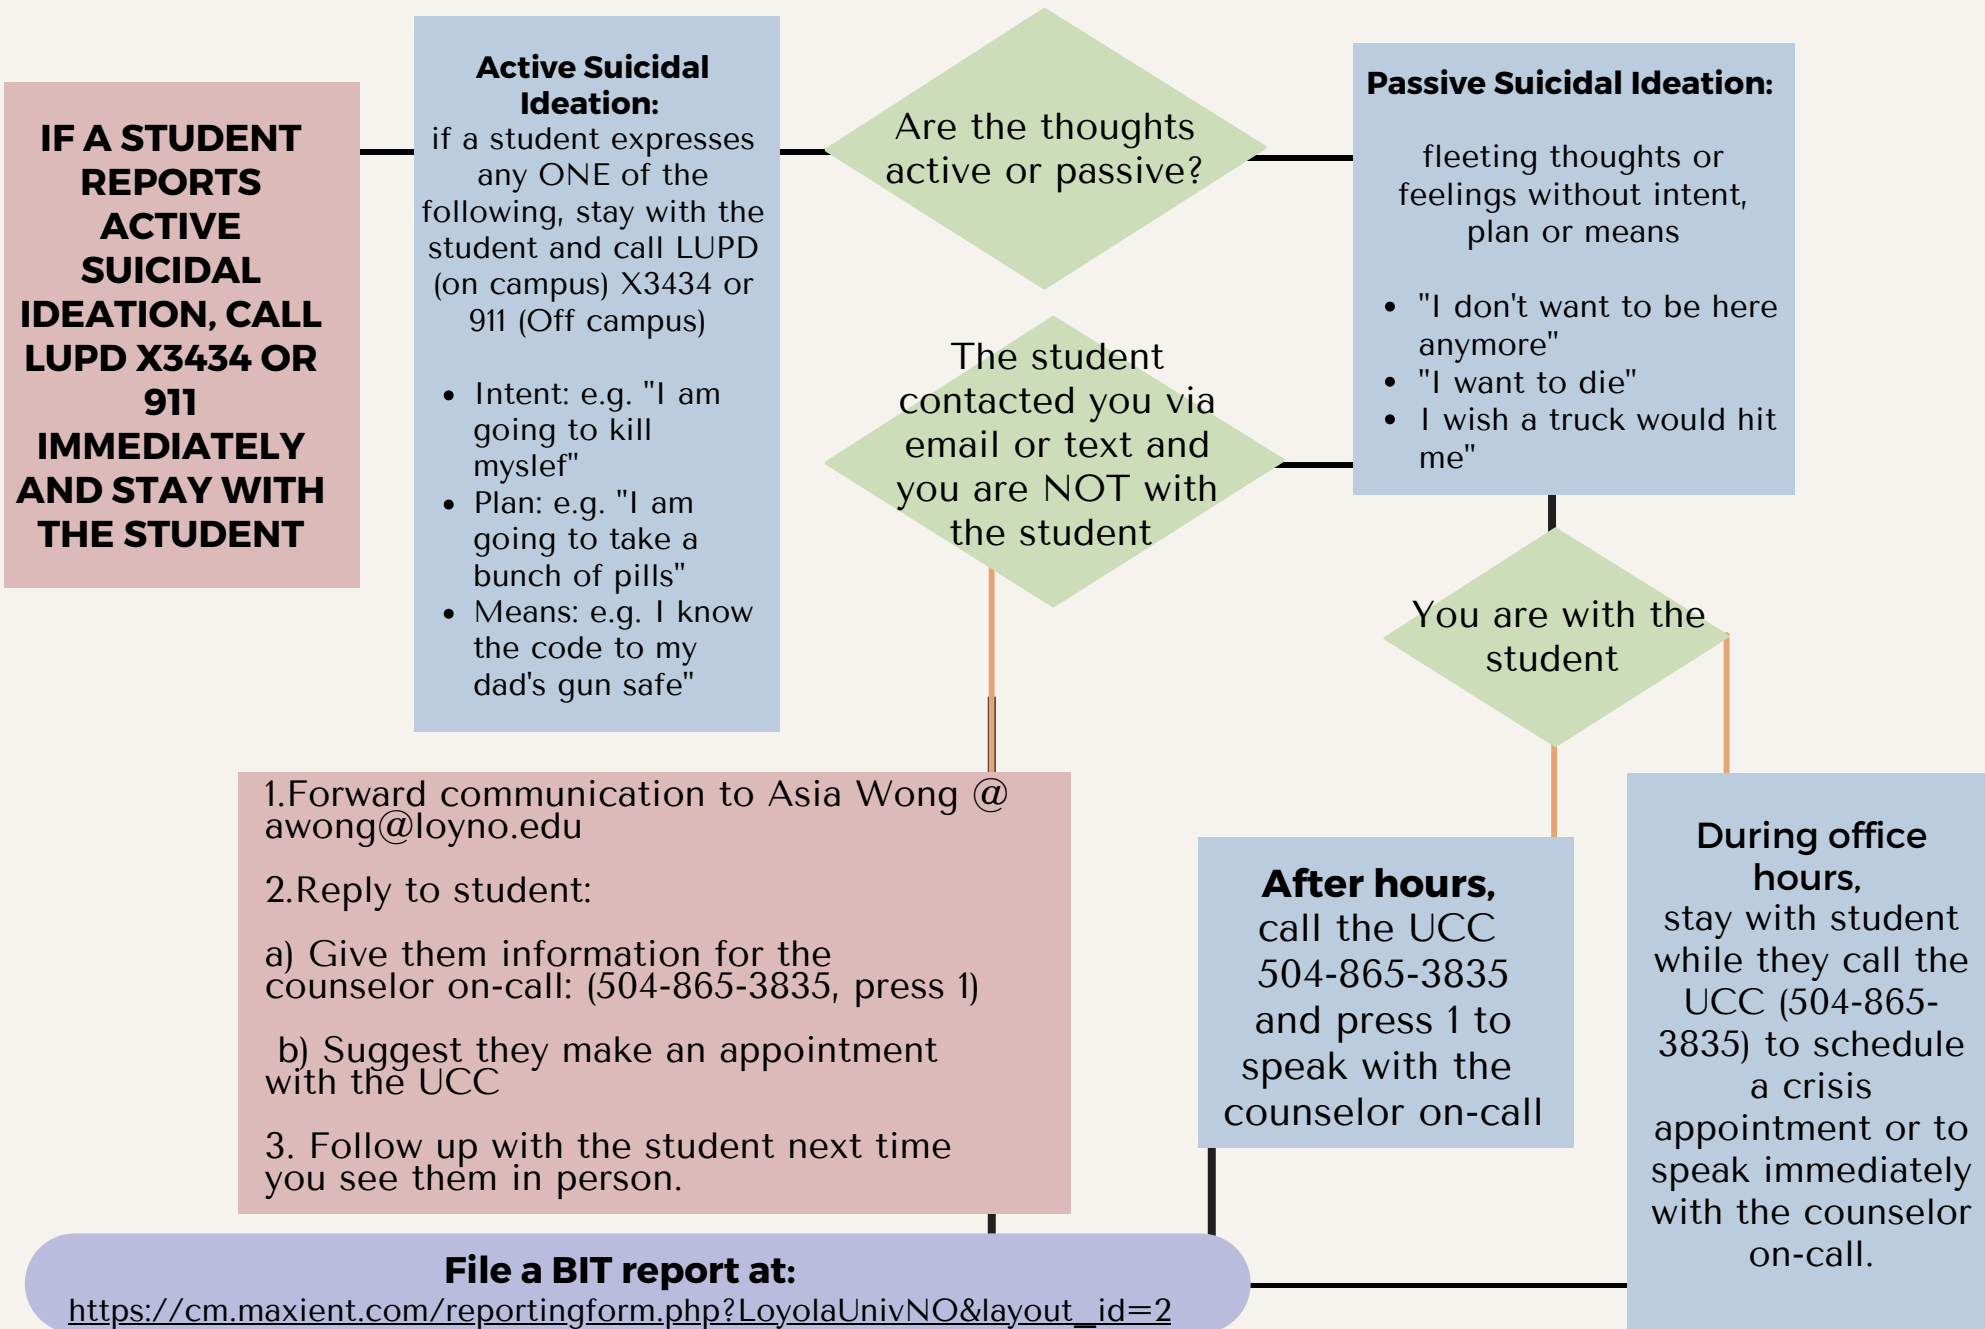 IF A STUDENT
REPORTS
ACTIVE
SUICIDAL
IDEATION, CALL
LUPD X3434 OR
911
IMMEDIATELY
AND STAY WITH
THE STUDENT
Active Suicidal
Ideation:
if a student expresses
any ONE of the
following, stay with the
student and call LUPD
(on campus) X3434 or
911 (Off campus)
• Intent: e.g. "I am
going to kill
myslef"
• Plan: e.g. "I am
going to take a
bunch of pills"
• Means: e.g. I know
the code to my
dad's gun safe"
Are the thoughts
active or passive?
Passive Suicidal Ideation:
fleeting thoughts or
feelings without intent,
plan or means
• "I don't want to be here
anymore"
• "I want to die"
• I wish a truck would hit
me"
The student
contacted you via
email or text and
you are NOT with
the student
You are with the
student
1.Forward communication to Asia Wong @
awong@loyno.edu
2.Reply to student:
a) Give them information for the
counselor on-call: (504-865-3835, press 1)
b) Suggest they make an appointment
with the UCC
3. Follow up with the student next time
you see them in person.
After hours,
call the UCC
504-865-3835
and press 1 to
speak with the
counselor on-call
During office
hours,
stay with student
while they call the
UCC (504-865-
3835) to schedule
a crisis
appointment or to
speak immediately
with the counselor
on-call.
File a BIT report at:
https://cm.maxient.com/reportingform.php?LoyolaUnivNO&layout_id=2